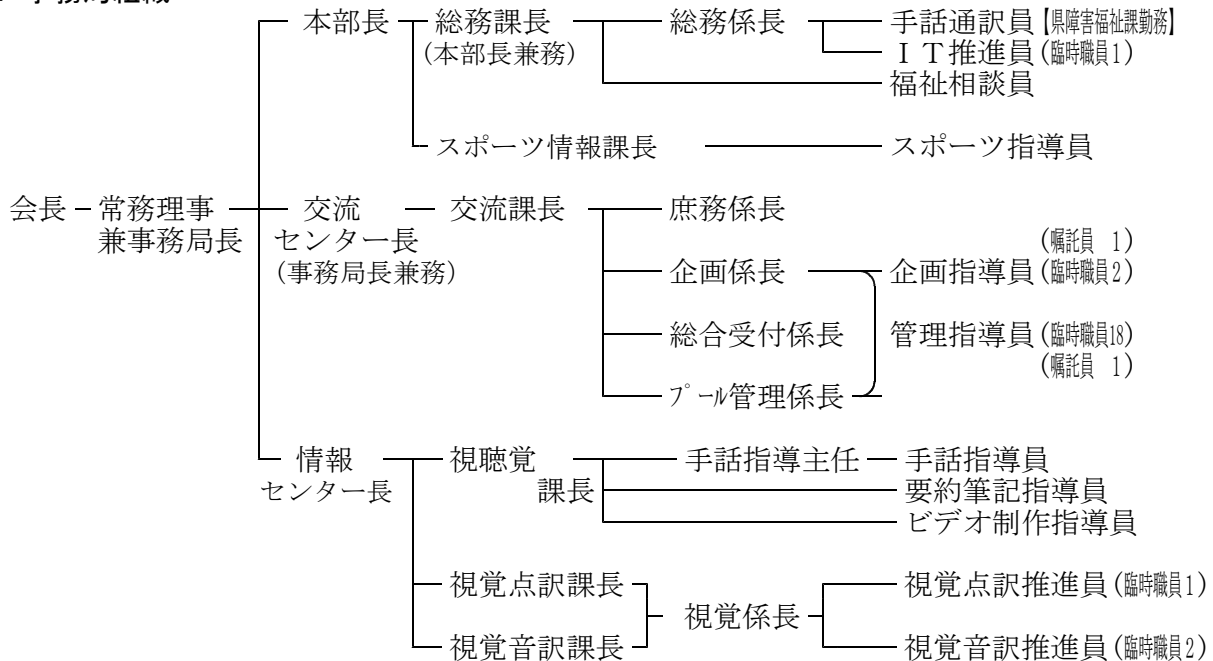 本部長 総務課長 総務係長 手話通訳員【県障害福祉課勤務】
(本部長兼務) ＩＴ推進員(臨時職員1)
福祉相談員
スポーツ情報課長 スポーツ指導員
会長 常務理事 交流 交流課長 庶務係長
兼事務局長 センター長 (嘱託員 1)
(事務局長兼務) 企画係長 企画指導員(臨時職員2)
総合受付係長 管理指導員(臨時職員18)
(嘱託員 1)
プール管理係長
情報 視聴覚 手話指導主任 手話指導員
センター長 課長 要約筆記指導員
ビデオ制作指導員
視覚点訳課長 視覚点訳推進員(臨時職員1)
視覚係長
視覚音訳課長 視覚音訳推進員(臨時職員2)